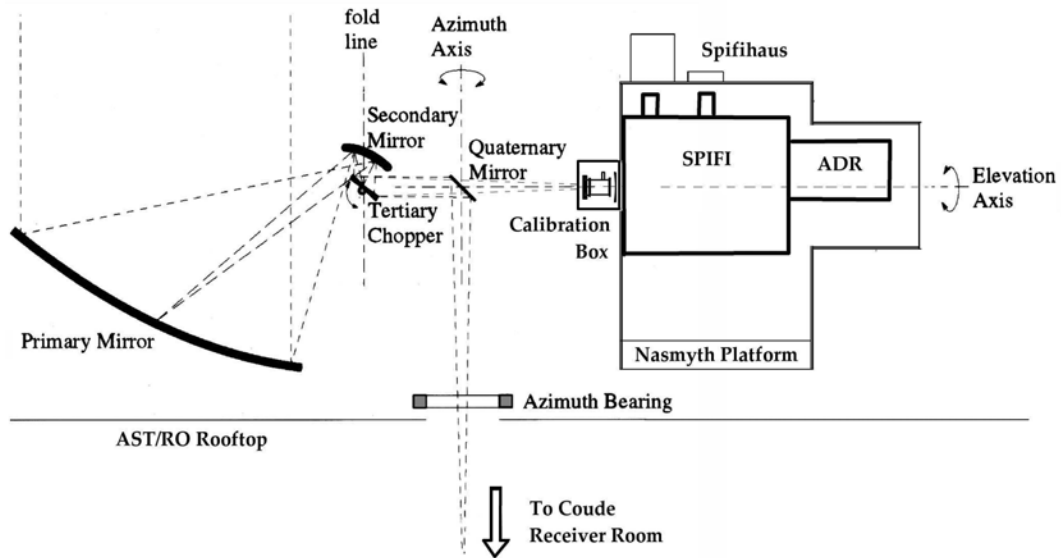 fold
line
Azimuth
Axis
Spifihaus
Secondary
Mirror
Quaternary
Mirror
SPIFI
ADR
Elevation
Axis
Tertiary
Chopper
Calibration
Box
Primary Mirror
Nasmyth Platform
Azimuth Bearing
AST/RO Rooftop
To Coude
Receiver Room